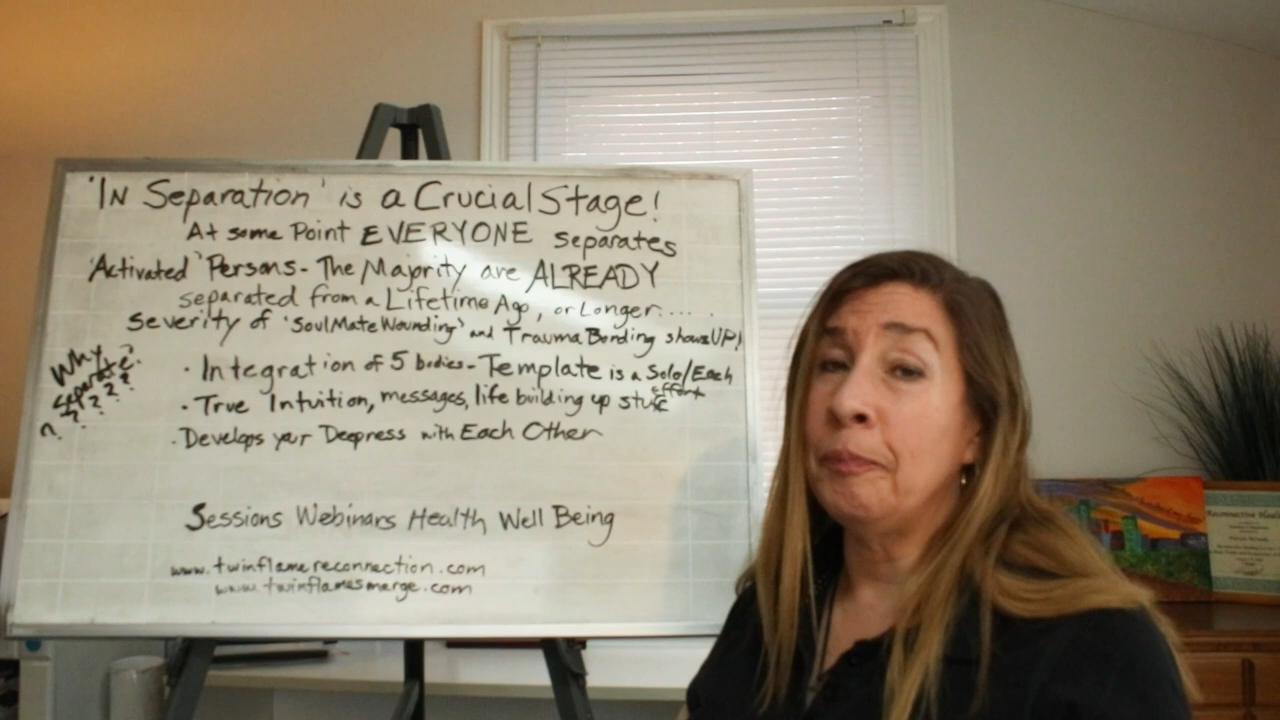 'IN Separation' is a Crucial Stage!
At some Point EVERYONE separates
'Activated' Persons - The Majority are ALREADY
separated from a Lifetime Ago, or Longer.....
Severity of 'SoulMate Wounding' and Trauma Bonding shows UP!
Why
separate?
? ? ? ?
• Integration of 5 bodies - Template is a Solo/Each
effort
• True Intuition, messages, life building up stuff
• Develops your Deepness with Each Other
Sessions Webinars Health Well Being
www.twinflamereconnection.com
www.twinflamesmerge.com